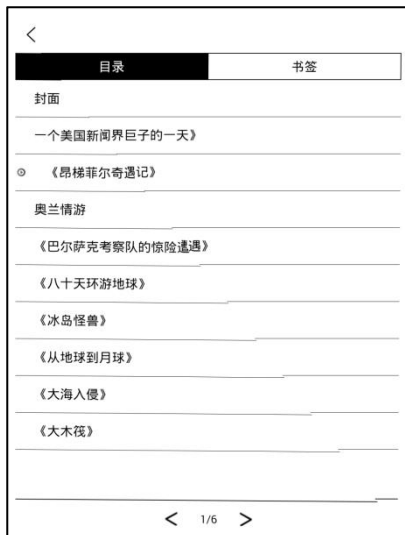 目录
书签
封面
一个美国新闻界巨子的一天》
《昂梯菲尔奇遇记》
奥兰情游
《巴尔萨克考察队的惊险遭遇》
《八十天环游地球》
《冰岛怪兽》
《从地球到月球》
《大海入侵》
《大木筏》
1/6